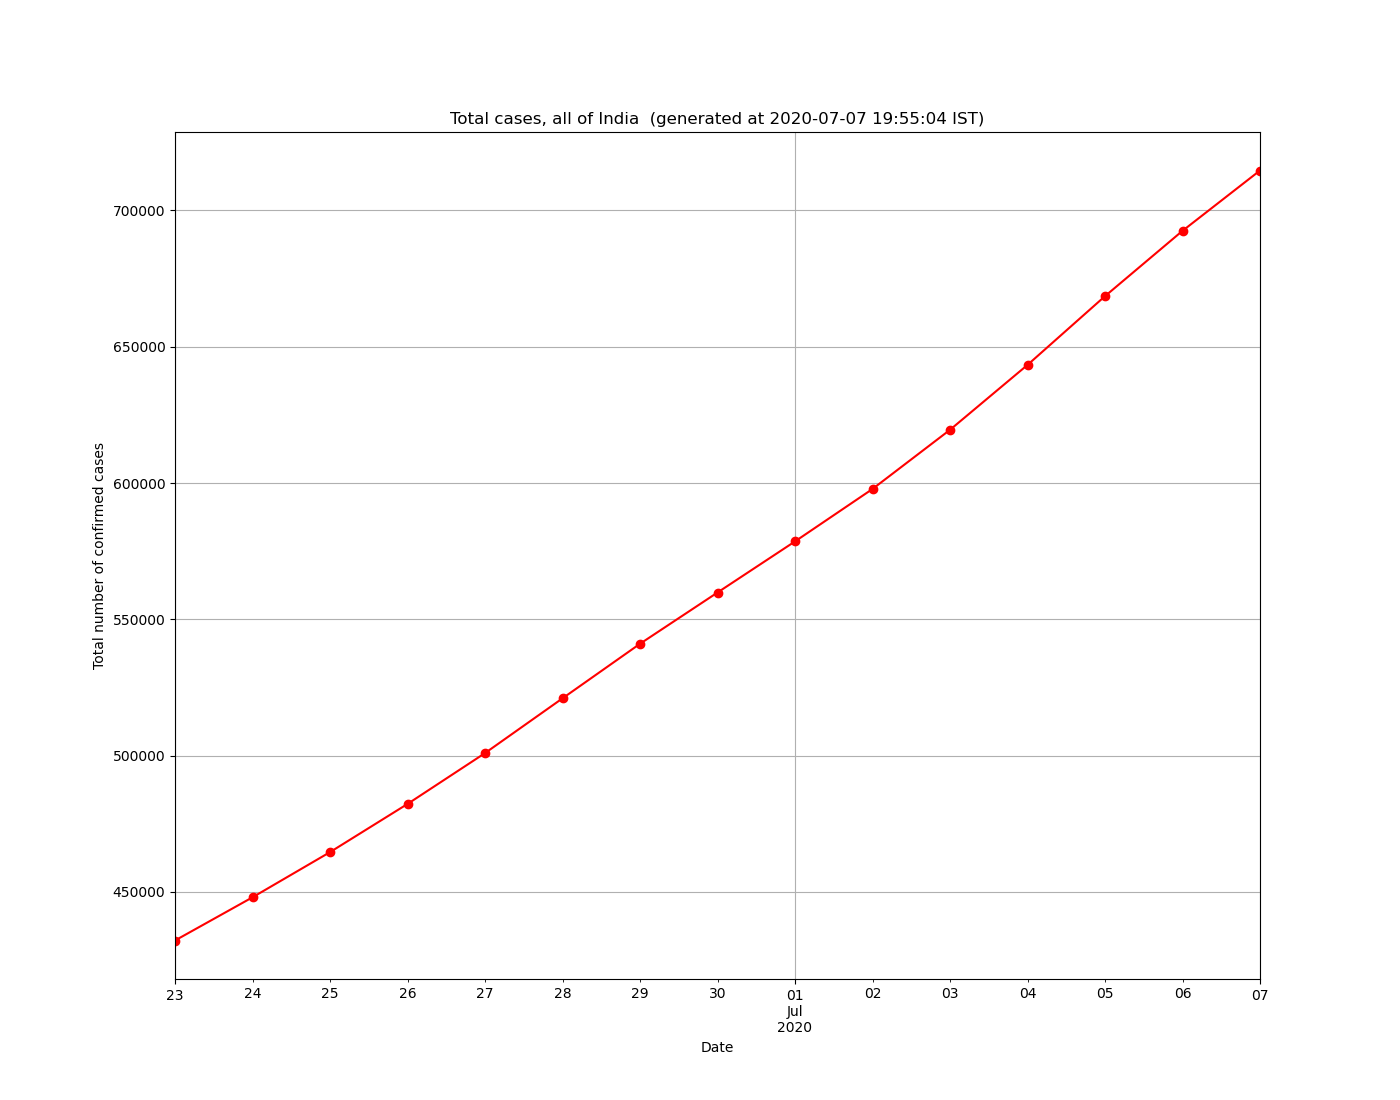 Total cases, all of India  (generated at 2020-07-07 19:55:04 IST)
700000
650000
600000
550000
500000
450000
Total number of confirmed cases
23 24 25 26 27 28 29 30 01 02 03 04 05 06 07
Jul
2020
Date